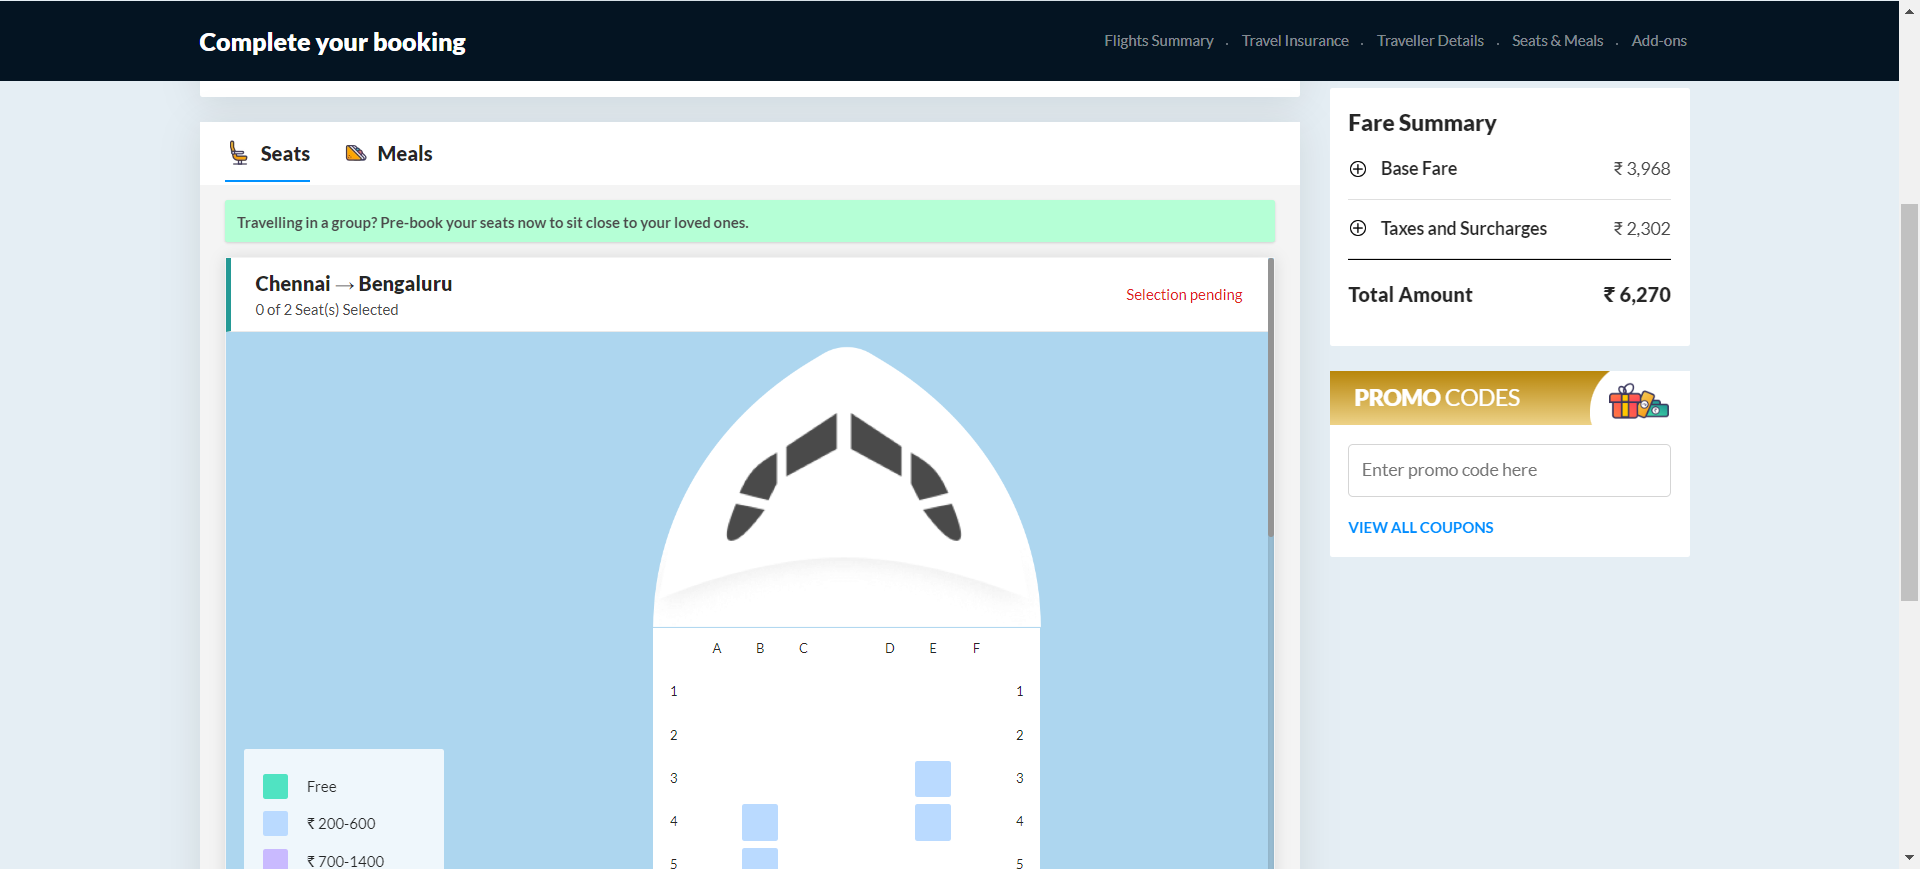 Complete your booking
Flights Summary . Travel Insurance . Traveller Details . Seats & Meals . Add-ons
Seats Meals
Travelling in a group? Pre-book your seats now to sit close to your loved ones.
Chennai → Bengaluru
0 of 2 Seat(s) Selected
Selection pending
A B C D E F
1 1
2 2
3 3
4 4
5 5
Free
₹ 200-600
₹ 700-1400
Fare Summary
Base Fare ₹ 3,968
Taxes and Surcharges ₹ 2,302
Total Amount ₹ 6,270
PROMO CODES
Enter promo code here
VIEW ALL COUPONS